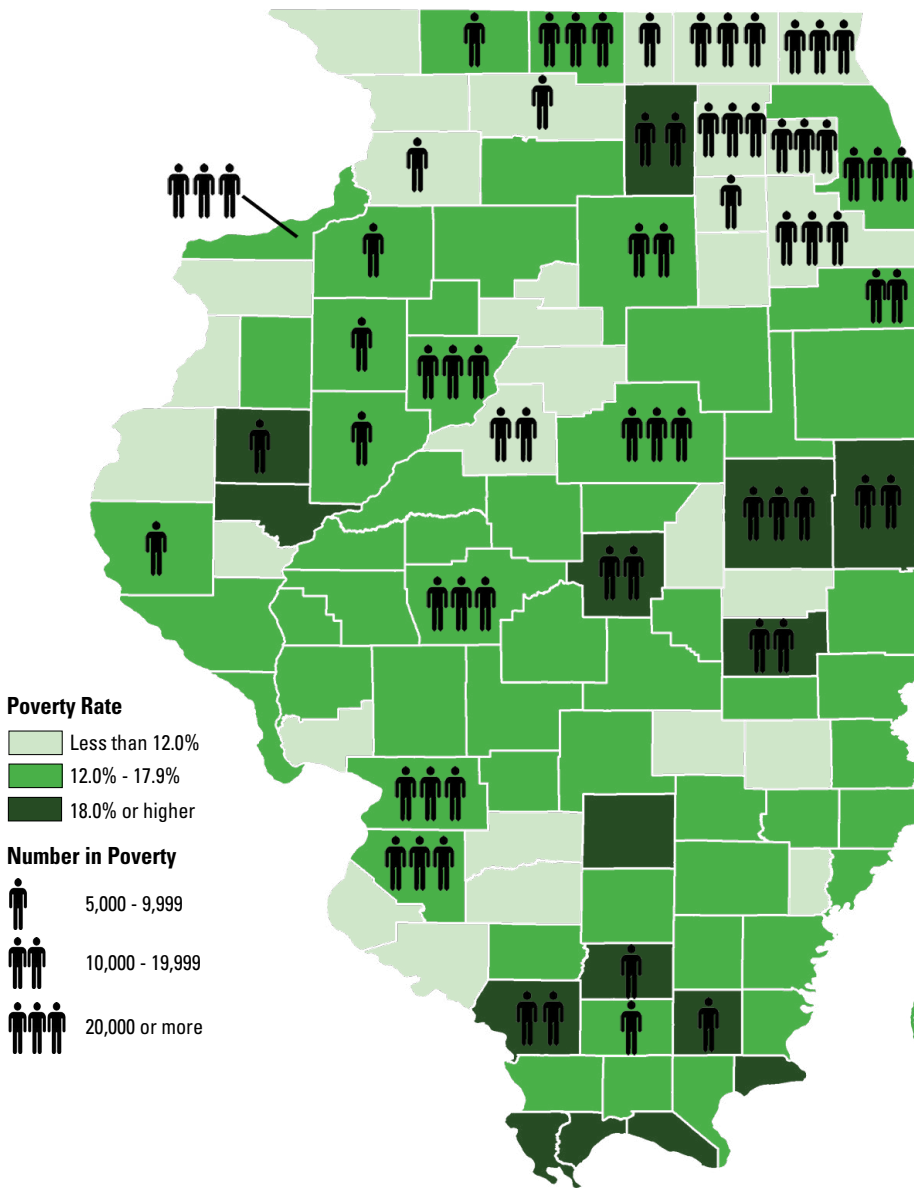 Poverty Rate
Less than 12.0%
12.0% - 17.9%
18.0% or higher
Number in Poverty
5,000 - 9,999
10,000 - 19,999
20,000 or more